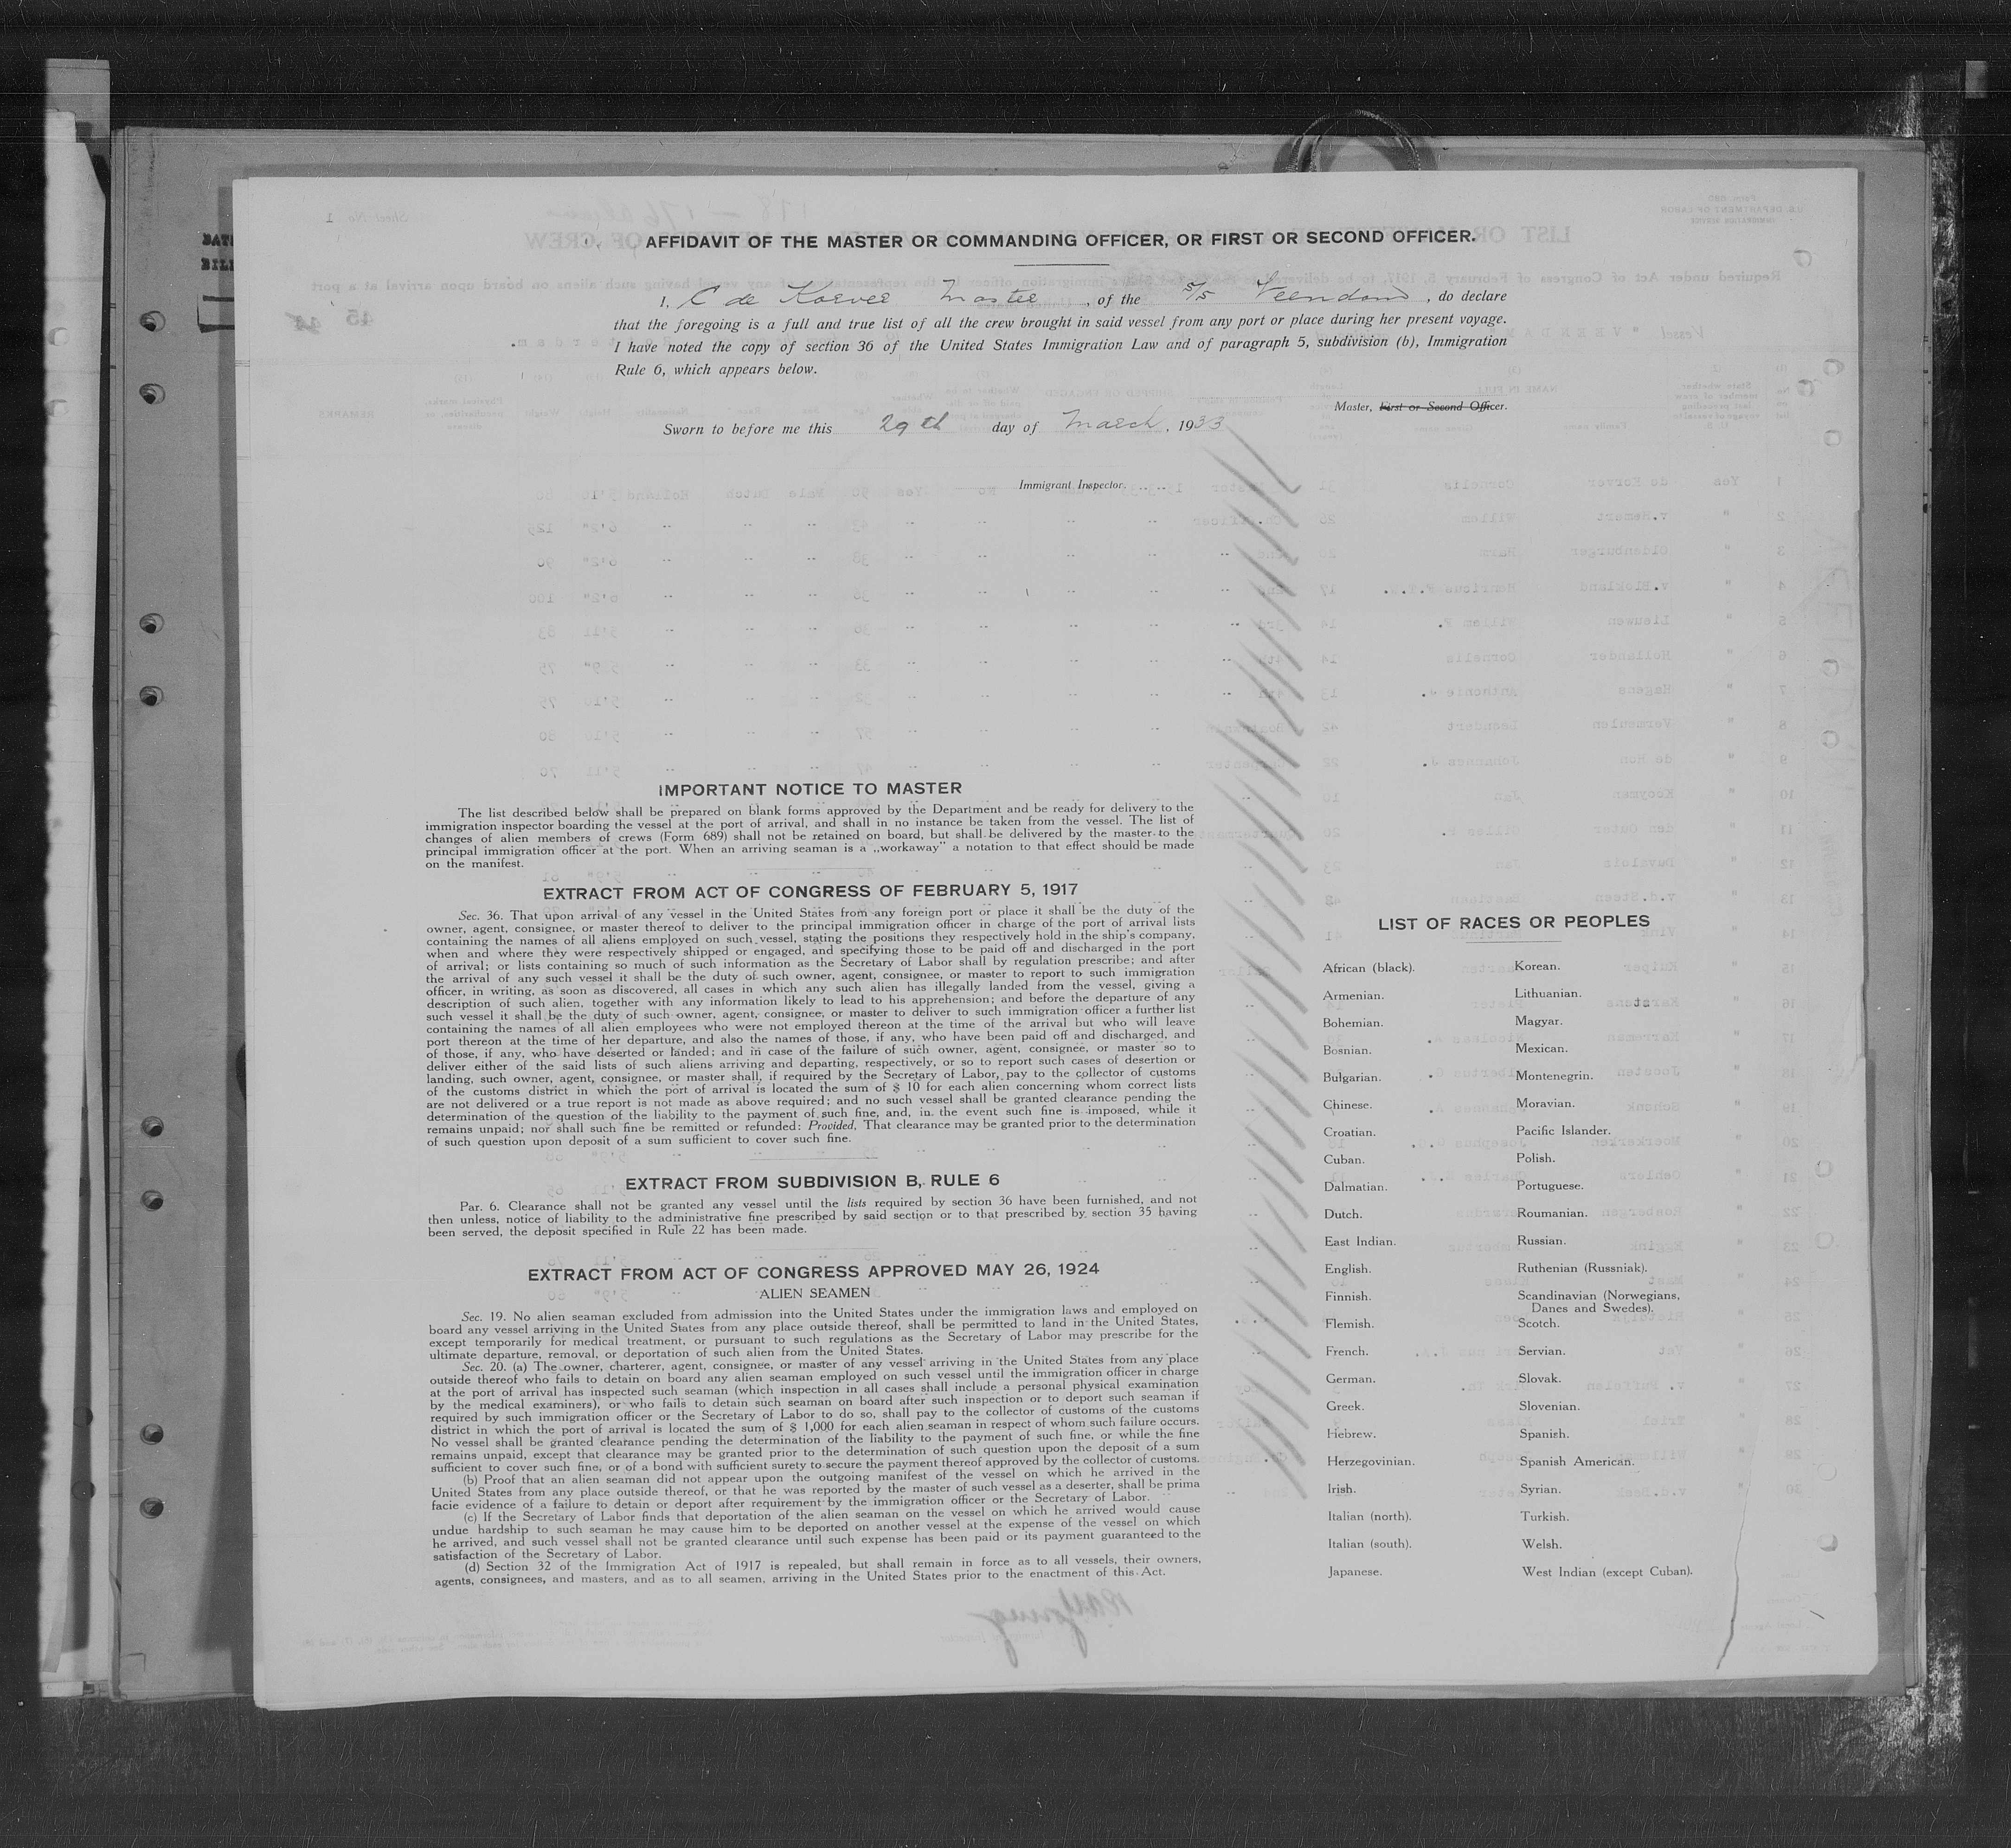 AFFIDAVIT OF THE MASTER OR COMMANDING OFFICER, OR FIRST OR SECOND OFFICER.
I, C de Korver Master , of the S/S Veendam , do declare
that the foregoing is a full and true list of all the crew brought in said vessel from any port or place during her present voyage.
I have noted the copy of section 36 of the United States Immigration Law and of paragraph 5, subdivision (b), Immigration
Rule 6, which appears below.
Master, First or Second Officer.
Sworn to before me this 29th day of March, 1933
Immigrant Inspector.
IMPORTANT NOTICE TO MASTER
The list described below shall be prepared on blank forms approved by the Department and be ready for delivery to the
immigration inspector boarding the vessel at the port of arrival, and shall in no instance be taken from the vessel. The list of
changes of alien members of crews (Form 689) shall not be retained on board, but shall be delivered by the master to the
principal immigration officer at the port. When an arriving seaman is a „workaway” a notation to that effect should be made
on the manifest.
EXTRACT FROM ACT OF CONGRESS OF FEBRUARY 5, 1917
Sec. 36. That upon arrival of any vessel in the United States from any foreign port or place it shall be the duty of the
owner, agent, consignee, or master thereof to deliver to the principal immigration officer in charge of the port of arrival lists
containing the names of all aliens employed on such vessel, stating the positions they respectively hold in the ship's company,
when and where they were respectively shipped or engaged, and specifying those to be paid off and discharged in the port
of arrival; or lists containing so much of such information as the Secretary of Labor shall by regulation prescribe; and after
the arrival of any such vessel it shall be the duty of such owner, agent, consignee, or master to report to such immigration
officer, in writing, as soon as discovered, all cases in which any such alien has illegally landed from the vessel, giving a
description of such alien, together with any information likely to lead to his apprehension; and before the departure of any
such vessel it shall be the duty of such owner, agent, consignee, or master to deliver to such immigration officer a further list
containing the names of all alien employees who were not employed thereon at the time of the arrival but who will leave
port thereon at the time of her departure, and also the names of those, if any, who have been paid off and discharged, and
of those, if any, who have deserted or landed; and in case of the failure of such owner, agent, consignee, or master so to
deliver either of the said lists of such aliens arriving and departing, respectively, or so to report such cases of desertion or
landing, such owner, agent, consignee, or master shall, if required by the Secretary of Labor, pay to the collector of customs
of the customs district in which the port of arrival is located the sum of $ 10 for each alien concerning whom correct lists
are not delivered or a true report is not made as above required; and no such vessel shall be granted clearance pending the
determination of the question of the liability to the payment of such fine, and, in the event such fine is imposed, while it
remains unpaid; nor shall such fine be remitted or refunded: Provided, That clearance may be granted prior to the determination
of such question upon deposit of a sum sufficient to cover such fine.
EXTRACT FROM SUBDIVISION B, RULE 6
Par. 6. Clearance shall not be granted any vessel until the lists required by section 36 have been furnished, and not
then unless, notice of liability to the administrative fine prescribed by said section or to that prescribed by section 35 having
been served, the deposit specified in Rule 22 has been made.
EXTRACT FROM ACT OF CONGRESS APPROVED MAY 26, 1924
ALIEN SEAMEN
Sec. 19. No alien seaman excluded from admission into the United States under the immigration laws and employed on
board any vessel arriving in the United States from any place outside thereof, shall be permitted to land in the United States,
except temporarily for medical treatment, or pursuant to such regulations as the Secretary of Labor may prescribe for the
ultimate departure, removal, or deportation of such alien from the United States.
Sec. 20. (a) The owner, charterer, agent, consignee, or master of any vessel arriving in the United States from any place
outside thereof who fails to detain on board any alien seaman employed on such vessel until the immigration officer in charge
at the port of arrival has inspected such seaman (which inspection in all cases shall include a personal physical examination
by the medical examiners), or who fails to detain such seaman on board after such inspection or to deport such seaman if
required by such immigration officer or the Secretary of Labor to do so, shall pay to the collector of customs of the customs
district in which the port of arrival is located the sum of $ 1,000 for each alien seaman in respect of whom such failure occurs.
No vessel shall be granted clearance pending the determination of the liability to the payment of such fine, or while the fine
remains unpaid, except that clearance may be granted prior to the determination of such question upon the deposit of a sum
sufficient to cover such fine, or of a bond with sufficient surety to secure the payment thereof approved by the collector of customs.
(b) Proof that an alien seaman did not appear upon the outgoing manifest of the vessel on which he arrived in the
United States from any place outside thereof, or that he was reported by the master of such vessel as a deserter, shall be prima
facie evidence of a failure to detain or deport after requirement by the immigration officer or the Secretary of Labor.
(c) If the Secretary of Labor finds that deportation of the alien seaman on the vessel on which he arrived would cause
undue hardship to such seaman he may cause him to be deported on another vessel at the expense of the vessel on which
he arrived, and such vessel shall not be granted clearance until such expense has been paid or its payment guaranteed to the
satisfaction of the Secretary of Labor.
(d) Section 32 of the Immigration Act of 1917 is repealed, but shall remain in force as to all vessels, their owners,
agents, consignees, and masters, and as to all seamen, arriving in the United States prior to the enactment of this Act.
LIST OF RACES OR PEOPLES
African (black).
Armenian.
Bohemian.
Bosnian.
Bulgarian.
Chinese.
Croatian.
Cuban.
Dalmatian.
Dutch.
East Indian.
English.
Finnish.
Flemish.
French.
German.
Greek.
Hebrew.
Herzegovinian.
Irish.
Italian (north).
Italian (south).
Japanese.
Korean.
Lithuanian.
Magyar.
Mexican.
Montenegrin.
Moravian.
Pacific Islander.
Polish.
Portuguese.
Roumanian.
Russian.
Ruthenian (Russniak).
Scandinavian (Norwegians,
Danes and Swedes).
Scotch.
Servian.
Slovak.
Slovenian.
Spanish.
Spanish American.
Syrian.
Turkish.
Welsh.
West Indian (except Cuban).